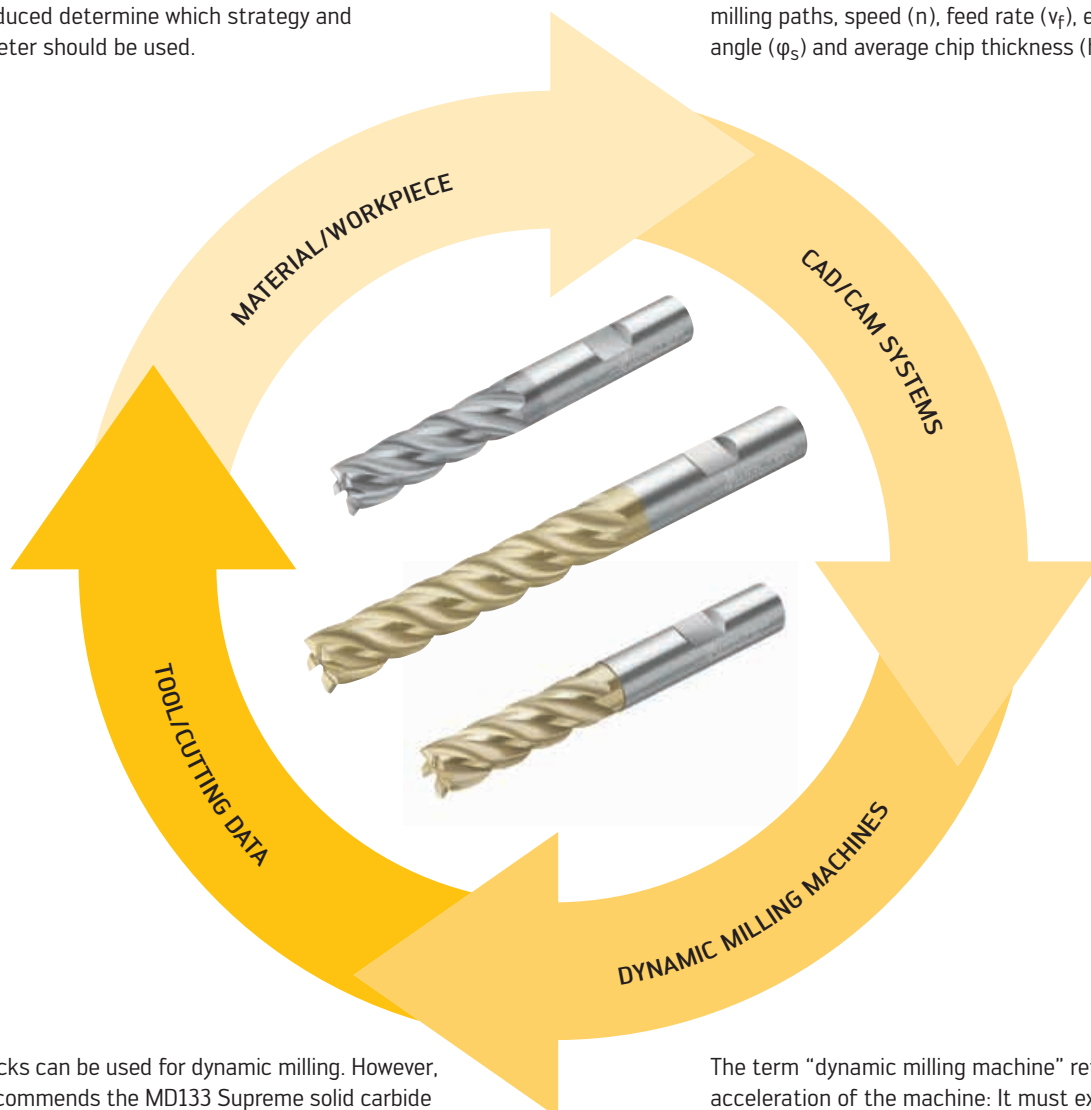 duced determine which strategy and
eter should be used.
milling paths, speed (n), feed rate (vf),
angle (φs) and average chip thickness
MATERIAL/WORKPIECE
CAD/CAM SYSTEMS
TOOL/CUTTING DATA
DYNAMIC MILLING MACHINES
cks can be used for dynamic milling. However,
commends the MD133 Supreme solid carbide
The term “dynamic milling machine”
acceleration of the machine: It must